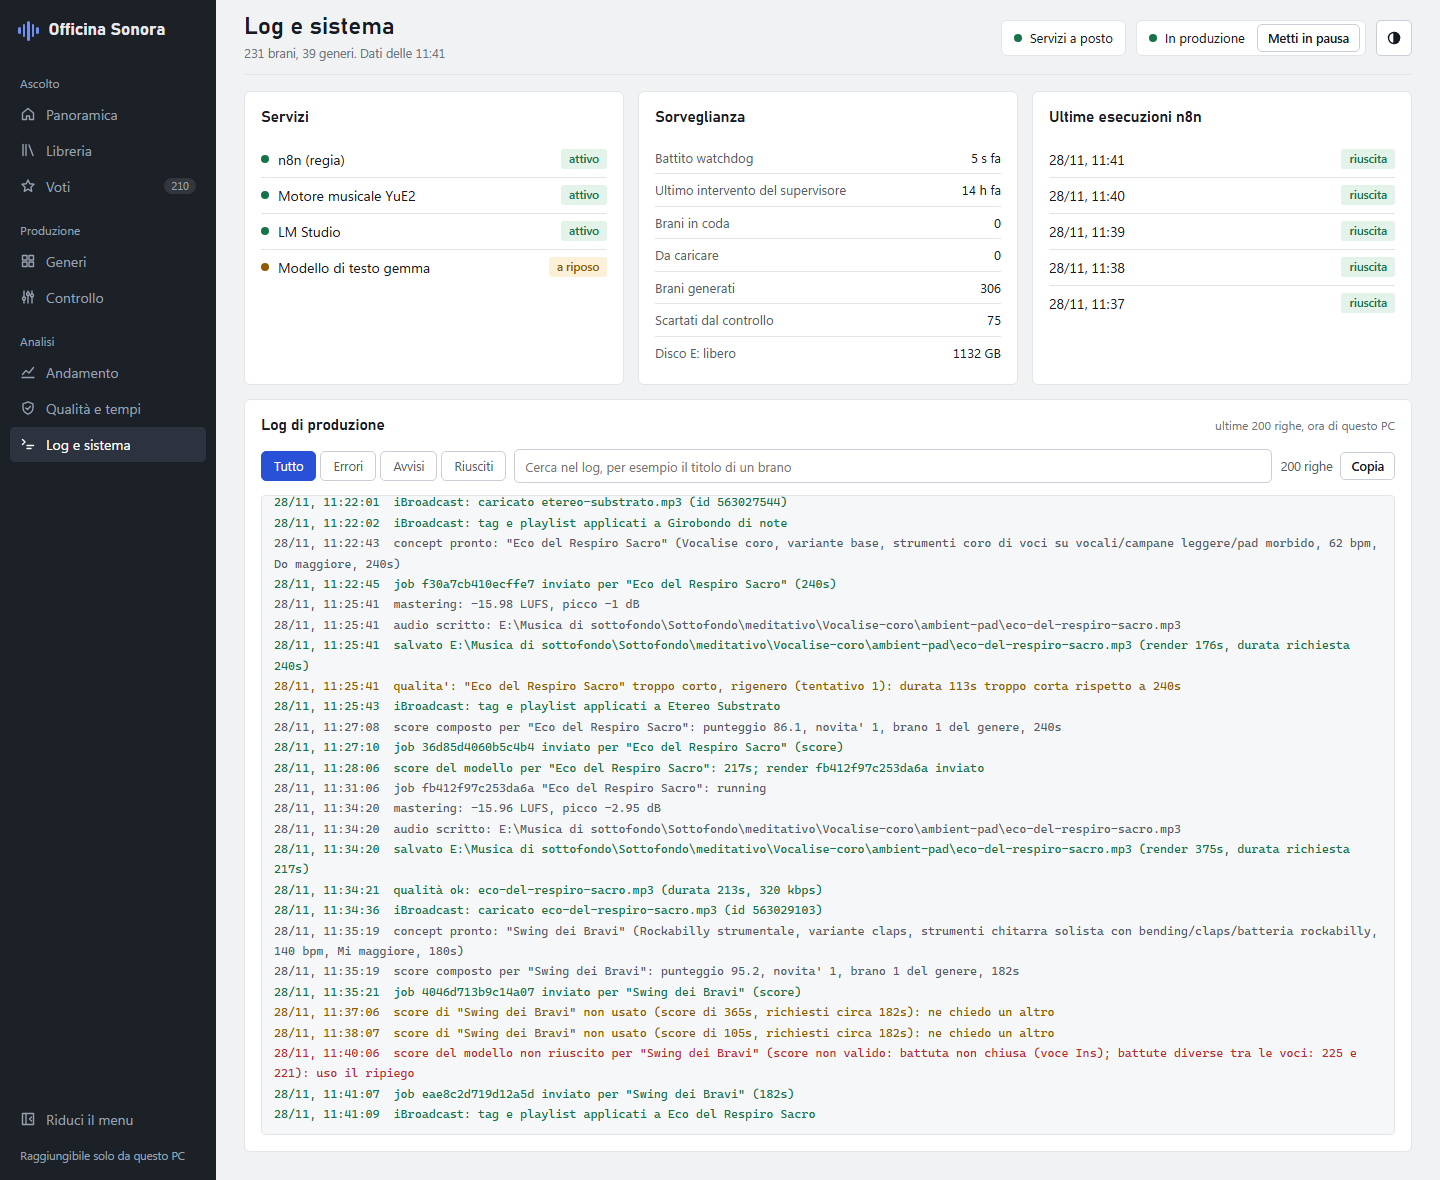 Officina Sonora
Ascolto
Panoramica
Libreria
Voti 210
Produzione
Generi
Controllo
Analisi
Andamento
Qualità e tempi
Log e sistema
Riduci il menu
Raggiungibile solo da questo PC
Log e sistema
231 brani, 39 generi. Dati delle 11:41
Servizi a posto
In produzione
Metti in pausa
Servizi
n8n (regia) attivo
Motore musicale YuE2 attivo
LM Studio attivo
Modello di testo gemma a riposo
Sorveglianza
Battito watchdog 5 s fa
Ultimo intervento del supervisore 14 h fa
Brani in coda 0
Da caricare 0
Brani generati 306
Scartati dal controllo 75
Disco E: libero 1132 GB
Ultime esecuzioni n8n
28/11, 11:41 riuscita
28/11, 11:40 riuscita
28/11, 11:39 riuscita
28/11, 11:38 riuscita
28/11, 11:37 riuscita
Log di produzione
ultime 200 righe, ora di questo PC
Tutto Errori Avvisi Riusciti Cerca nel log, per esempio il titolo di un brano 200 righe Copia
28/11, 11:22:01 iBroadcast: caricato etereo-substrato.mp3 (id 563027544)
28/11, 11:22:02 iBroadcast: tag e playlist applicati a Girobondo di note
28/11, 11:22:43 concept pronto: "Eco del Respiro Sacro" (Vocalise coro, variante base, strumenti coro di voci su vocali/campane leggere/pad morbido, 62 bpm,
Do maggiore, 240s)
28/11, 11:22:45 job f30a7cb410ecffe7 inviato per "Eco del Respiro Sacro" (240s)
28/11, 11:25:41 mastering: −15.98 LUFS, picco −1 dB
28/11, 11:25:41 audio scritto: E:\Musica di sottofondo\Sottofondo\meditativo\Vocalise-coro\ambient-pad\eco-del-respiro-sacro.mp3
28/11, 11:25:41 salvato E:\Musica di sottofondo\Sottofondo\meditativo\Vocalise-coro\ambient-pad\eco-del-respiro-sacro.mp3 (render 176s, durata richiesta
240s)
28/11, 11:25:41 qualita': "Eco del Respiro Sacro" troppo corto, rigenero (tentativo 1): durata 113s troppo corta rispetto a 240s
28/11, 11:25:43 iBroadcast: tag e playlist applicati a Etereo Substrato
28/11, 11:27:08 score composto per "Eco del Respiro Sacro": punteggio 86.1, novita' 1, brano 1 del genere, 240s
28/11, 11:27:10 job 36d85d4060b5c4b4 inviato per "Eco del Respiro Sacro" (score)
28/11, 11:28:06 score del modello per "Eco del Respiro Sacro": 217s; render fb412f97c253da6a inviato
28/11, 11:31:06 job fb412f97c253da6a "Eco del Respiro Sacro": running
28/11, 11:34:20 mastering: −15.96 LUFS, picco −2.95 dB
28/11, 11:34:20 audio scritto: E:\Musica di sottofondo\Sottofondo\meditativo\Vocalise-coro\ambient-pad\eco-del-respiro-sacro.mp3
28/11, 11:34:20 salvato E:\Musica di sottofondo\Sottofondo\meditativo\Vocalise-coro\ambient-pad\eco-del-respiro-sacro.mp3 (render 375s, durata richiesta
217s)
28/11, 11:34:21 qualità ok: eco-del-respiro-sacro.mp3 (durata 213s, 320 kbps)
28/11, 11:34:36 iBroadcast: caricato eco-del-respiro-sacro.mp3 (id 563029103)
28/11, 11:35:19 concept pronto: "Swing dei Bravi" (Rockabilly strumentale, variante claps, strumenti chitarra solista con bending/claps/batteria rockabilly,
140 bpm, Mi maggiore, 180s)
28/11, 11:35:19 score composto per "Swing dei Bravi": punteggio 95.2, novita' 1, brano 1 del genere, 182s
28/11, 11:35:21 job 4046d713b9c14a07 inviato per "Swing dei Bravi" (score)
28/11, 11:37:06 score di "Swing dei Bravi" non usato (score di 365s, richiesti circa 182s): ne chiedo un altro
28/11, 11:38:07 score di "Swing dei Bravi" non usato (score di 105s, richiesti circa 182s): ne chiedo un altro
28/11, 11:40:06 score del modello non riuscito per "Swing dei Bravi" (score non valido: battuta non chiusa (voce Ins); battute diverse tra le voci: 225 e
221): uso il ripiego
28/11, 11:41:07 job eae8c2d719d12a5d inviato per "Swing dei Bravi" (182s)
28/11, 11:41:09 iBroadcast: tag e playlist applicati a Eco del Respiro Sacro